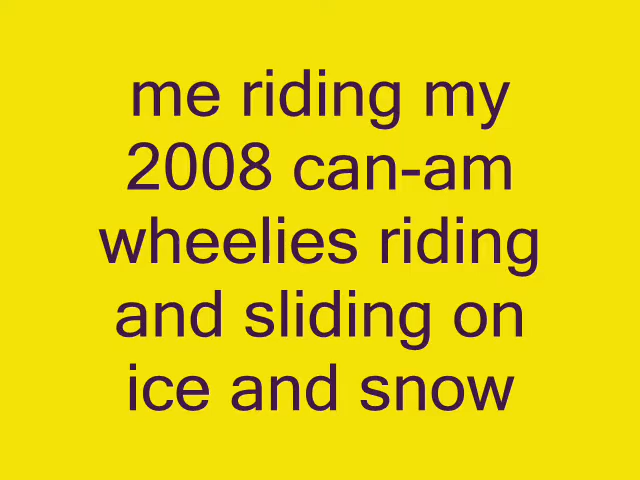 me riding my
2008 can-am
wheelies riding
and sliding on
ice and snow